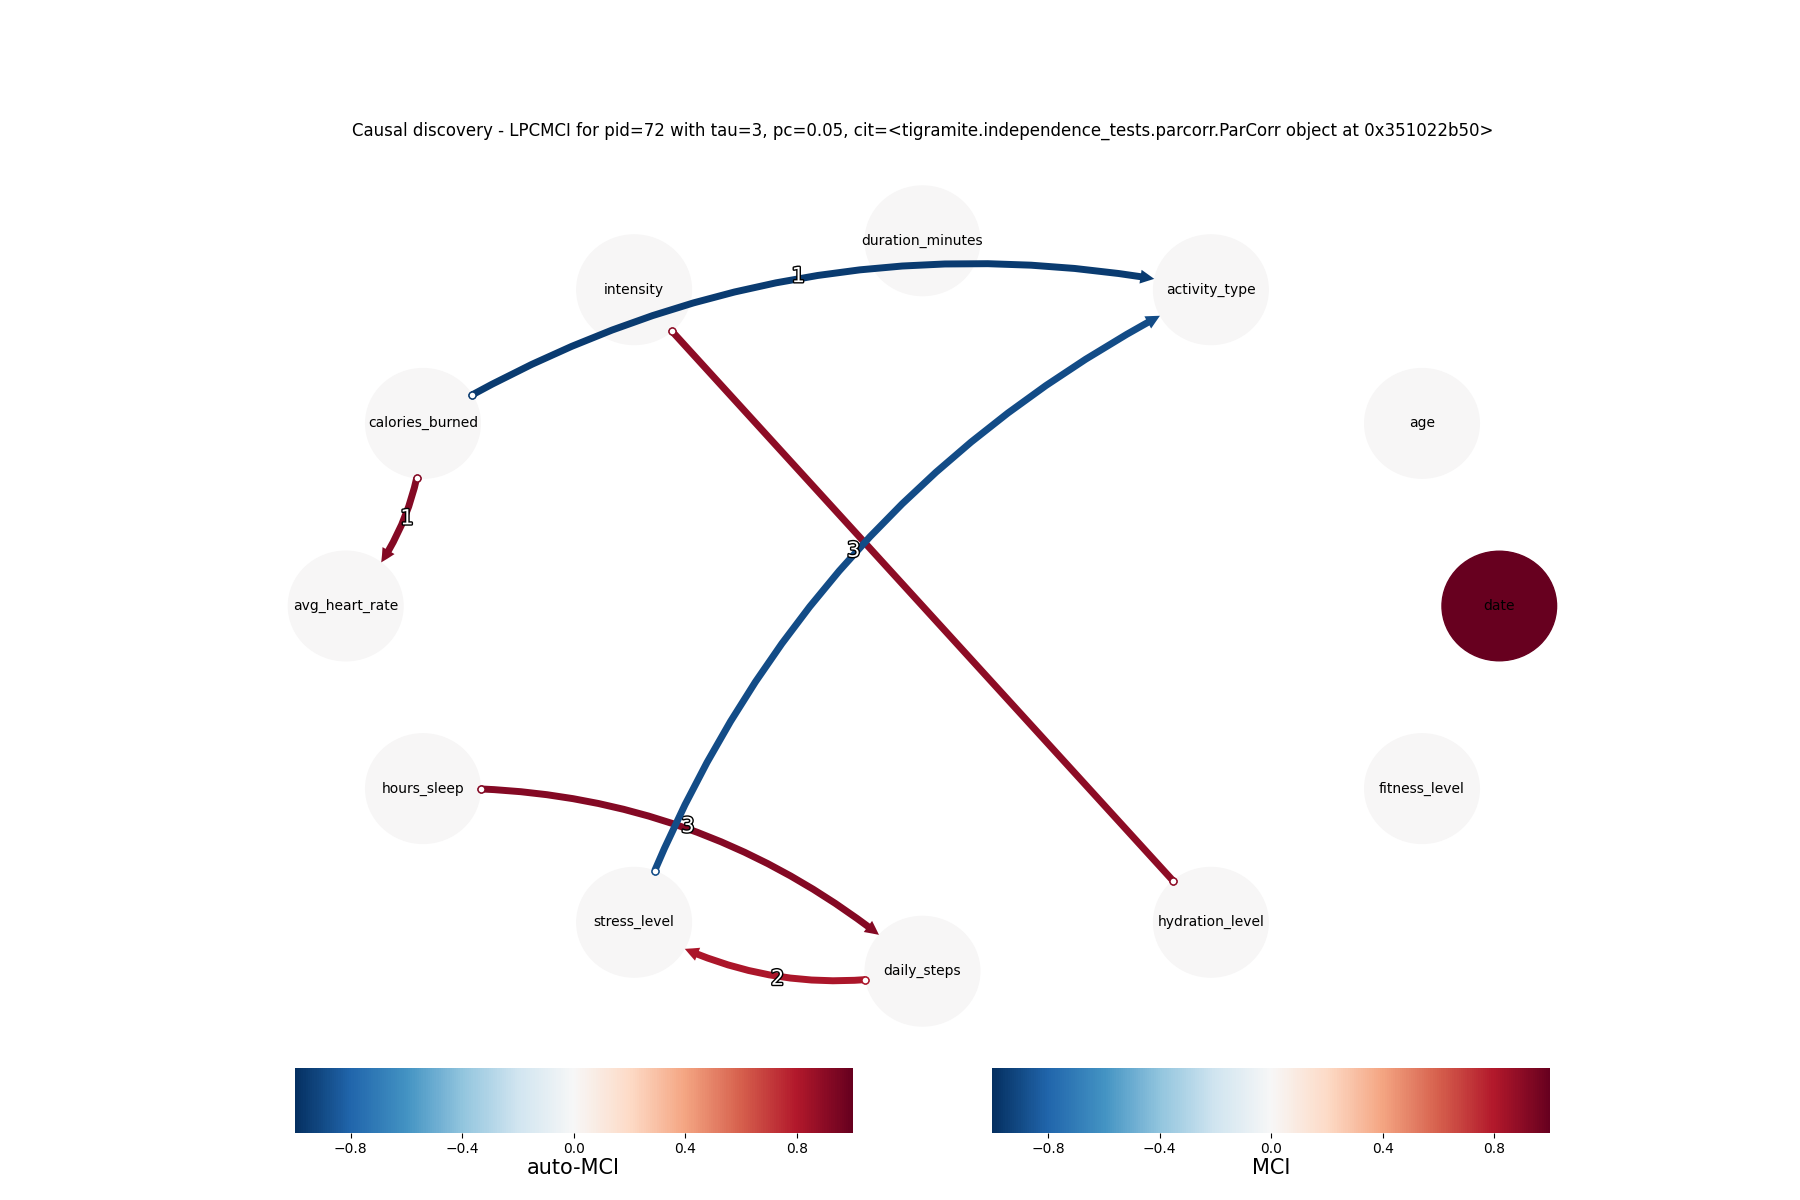 Causal discovery - LPCMCI for pid=72 with tau=3, pc=0.05, cit=<tigramite.independence_tests.parcorr.ParCorr object at 0x351022b50>
duration_minutes
intensity
activity_type
1
calories_burned
age
1
3
avg_heart_rate
date
hours_sleep
fitness_level
3
stress_level
hydration_level
daily_steps
2
−0.8 −0.4 0.0 0.4 0.8
auto-MCI
−0.8 −0.4 0.0 0.4 0.8
MCI